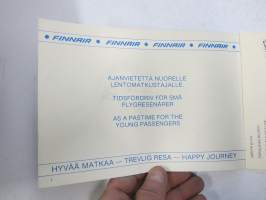 FINNAIR FINNAIR FINNAIR FINNAIR
AJANVIETETTÄ NUORELLE
LENTOMATKUSTAJALLE
TIDSFÖRDRIV FÖR SMÅ
FLYGRESENÄRER
AS A PASTIME FOR THE
YOUNG PASSENGERS
HYVÄÄ MATKAA — TREVLIG RESA — HAPPY JOURNEY